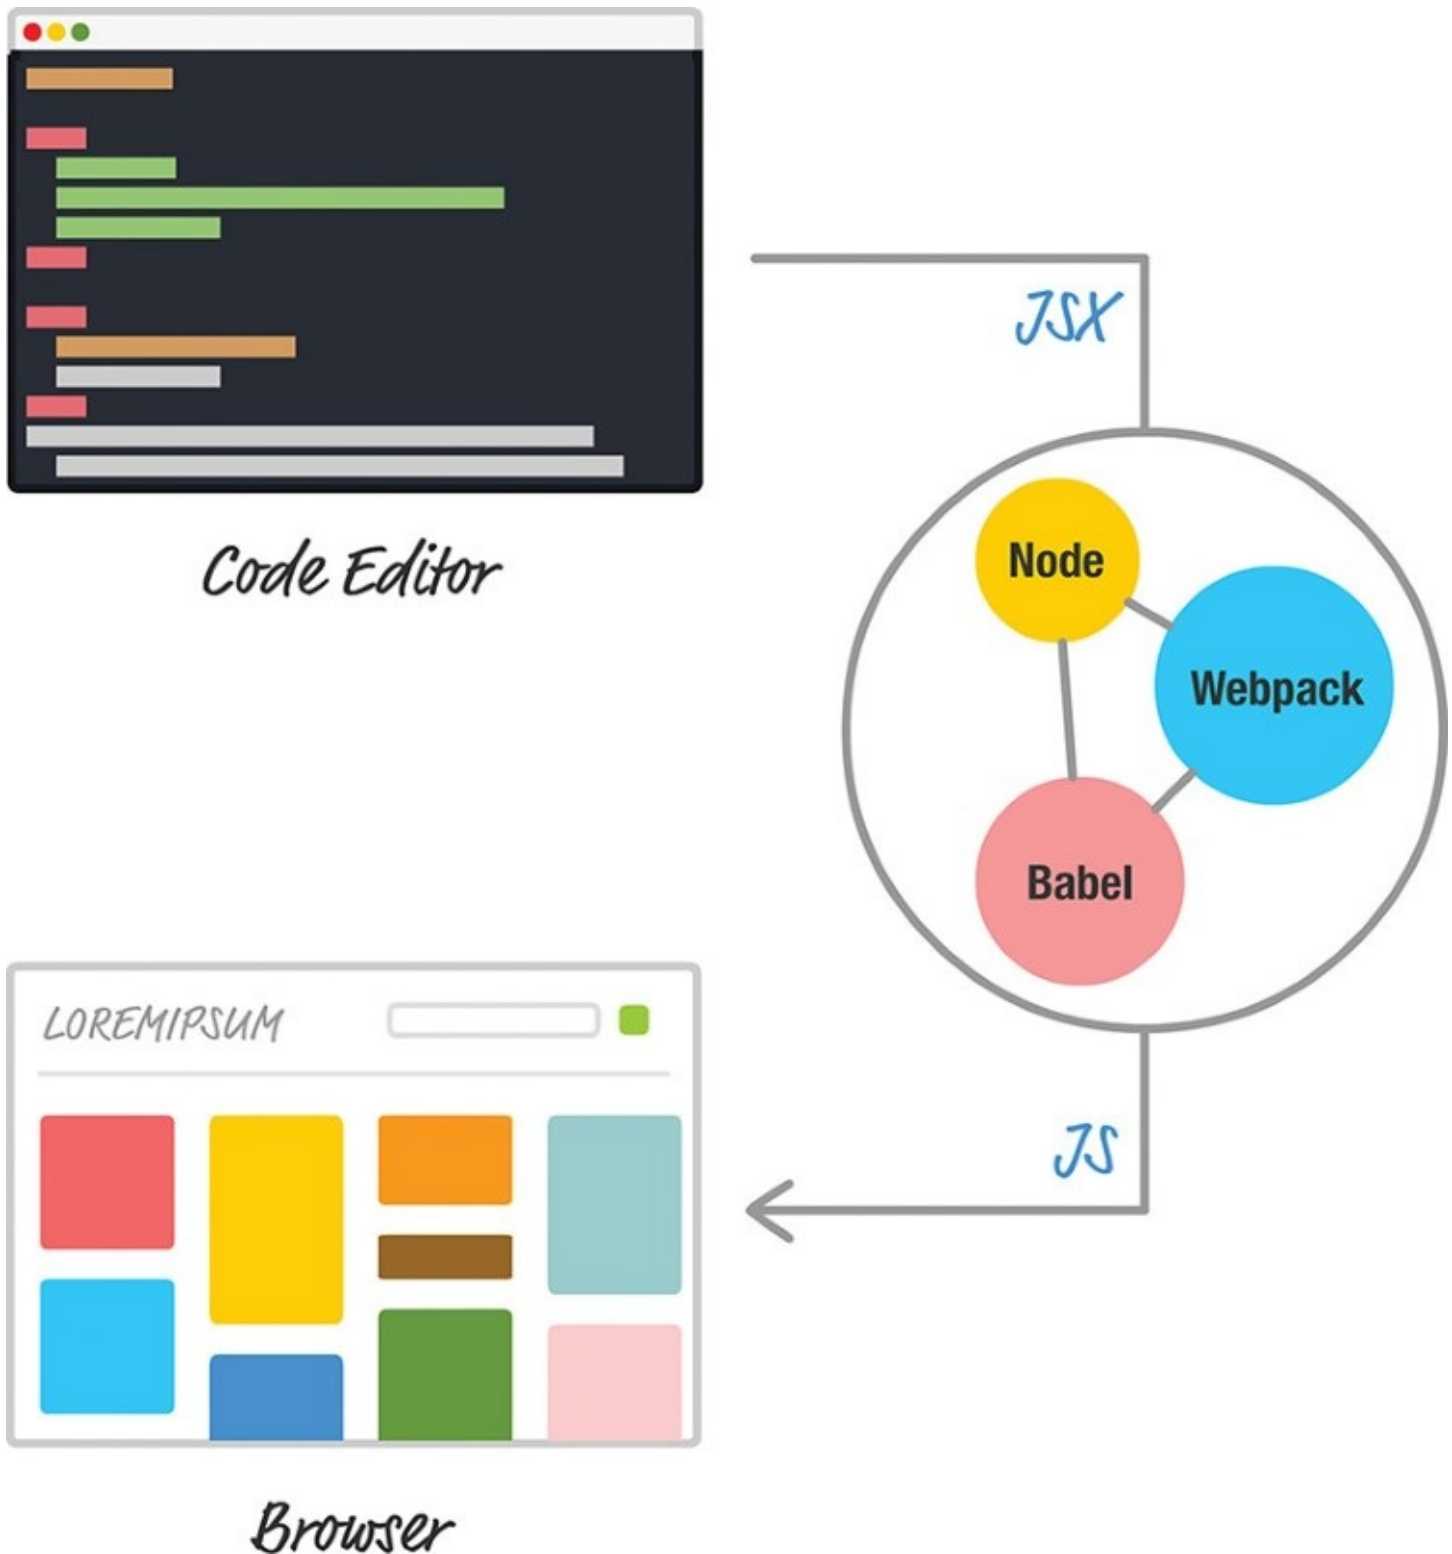 Code Editor
JSX
Node
Webpack
Babel
JS
LOREMIPSUM
Browser